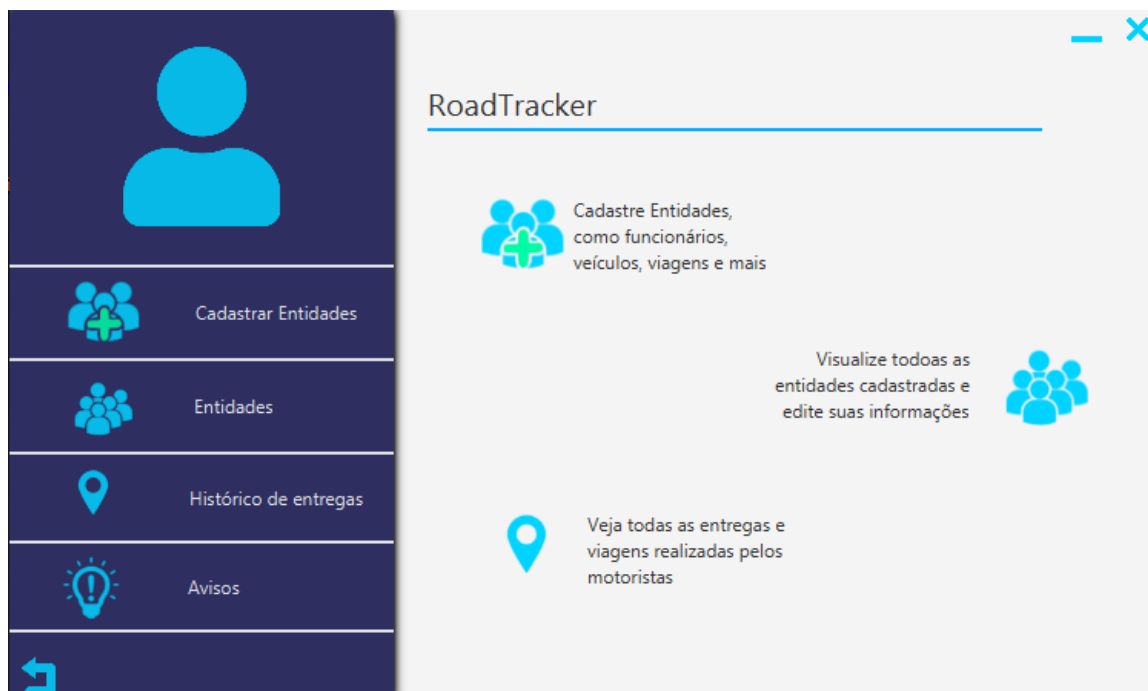 RoadTracker
Cadastre Entidades,
como funcionários,
veículos, viagens e mais
Cadastrar Entidades
Visualize todoas as
entidades cadastradas e
edite suas informações
Entidades
Histórico de entregas
Veja todas as entregas e
viagens realizadas pelos
motoristas
Avisos